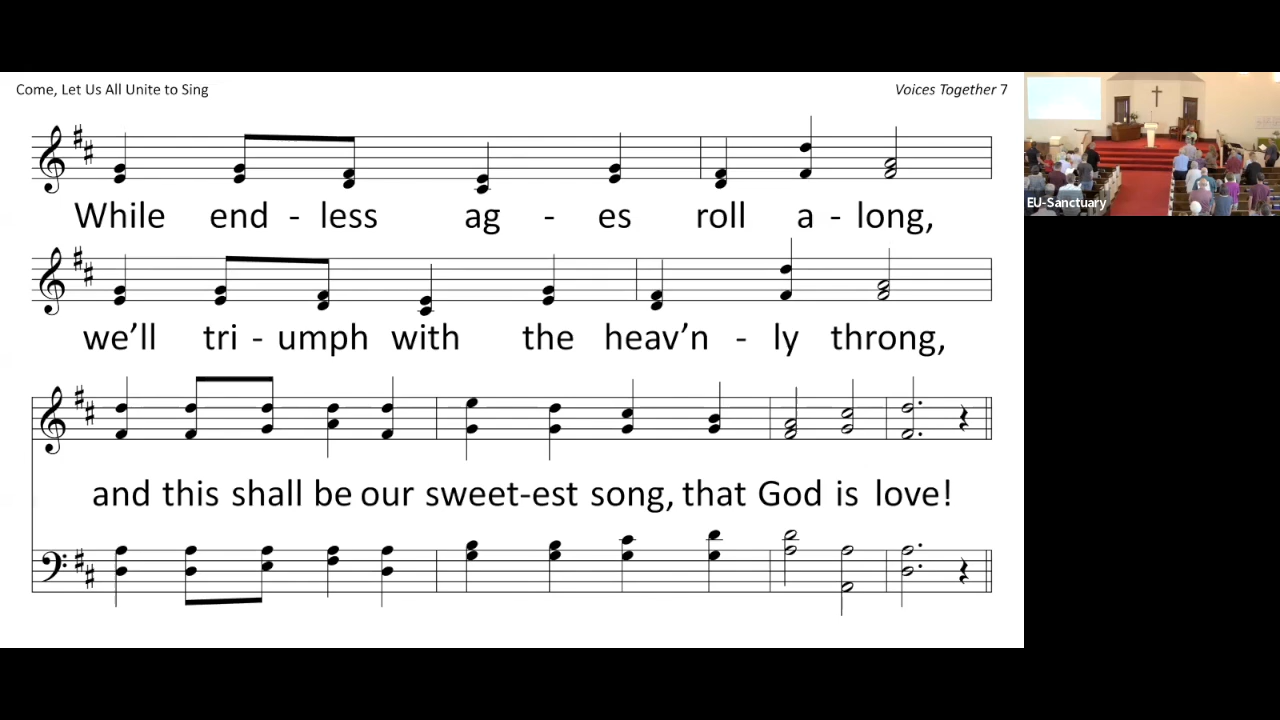 Come, Let Us All Unite to Sing
Voices Together 7
While end - less ag - es roll a - long,
we’ll tri - umph with the heav’n - ly throng,
and this shall be our sweet-est song, that God is love!
EU-Sanctuary